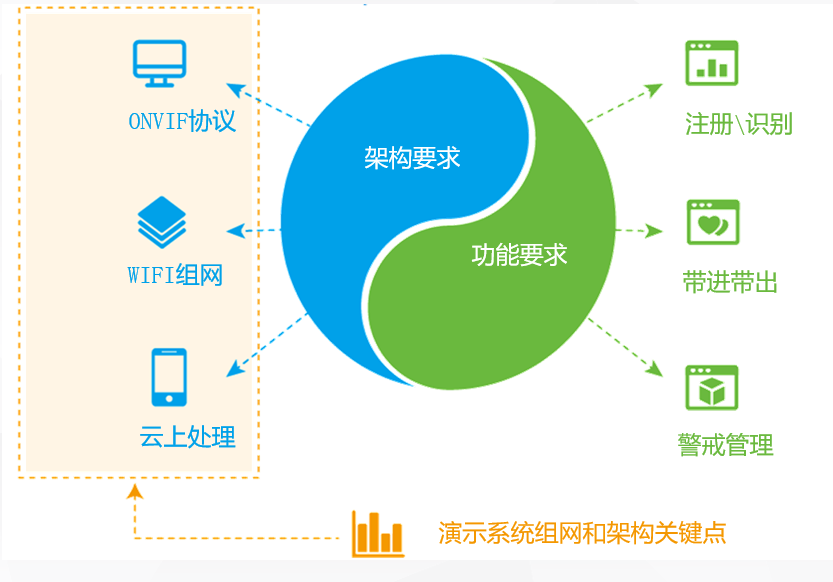 ONVIF协议
WIFI组网
云上处理
架构要求
功能要求
注册\识别
带进带出
警戒管理
演示系统组网和架构关键点